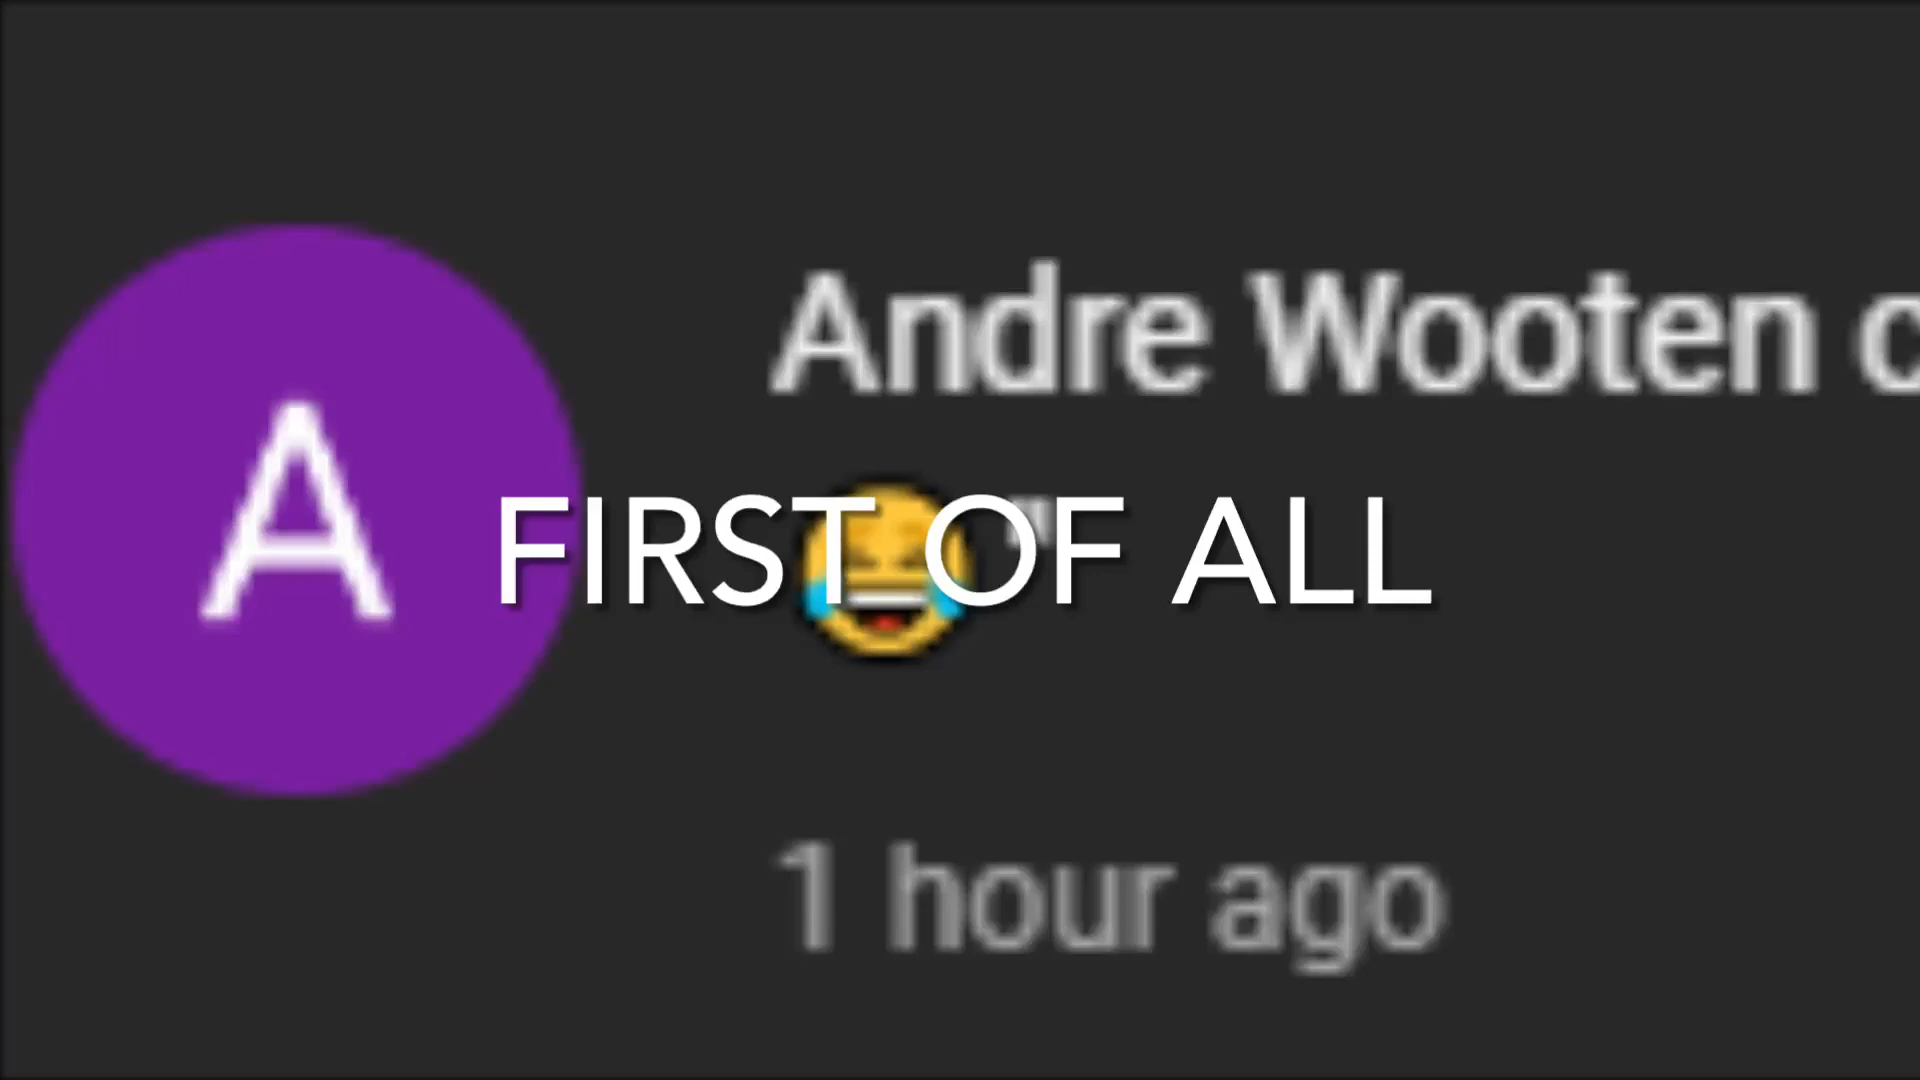 A
Andre Wooten
😂 "
FIRST OF ALL
1 hour ago